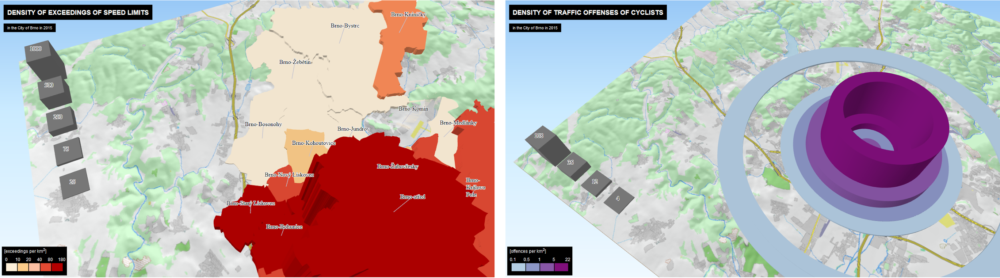 DENSITY OF EXCEEDINGS OF SPEED LIMITS
in the City of Brno in 2015
1000
500
250
75
25
Brno-Kníničky
Brno-Bystrc
Brno-Žebětín
Brno-Komín
Brno-Medlánky
Brno-Bosonohy
Brno-Jundrov
Brno-Kohoutovice
Brno-Žabovřesky
Brno-Nový Lískovec
Brno-
Královo
Pole
Brno-střed
Brno-Starý Lískovec
Brno-Bohunice
[exceedings per km²]
0 10 20 40 80 180
DENSITY OF TRAFFIC OFFENSES OF CYCLISTS
in the City of Brno in 2015
108
36
12
4
[offences per km²]
0.1 0.5 1 5 22